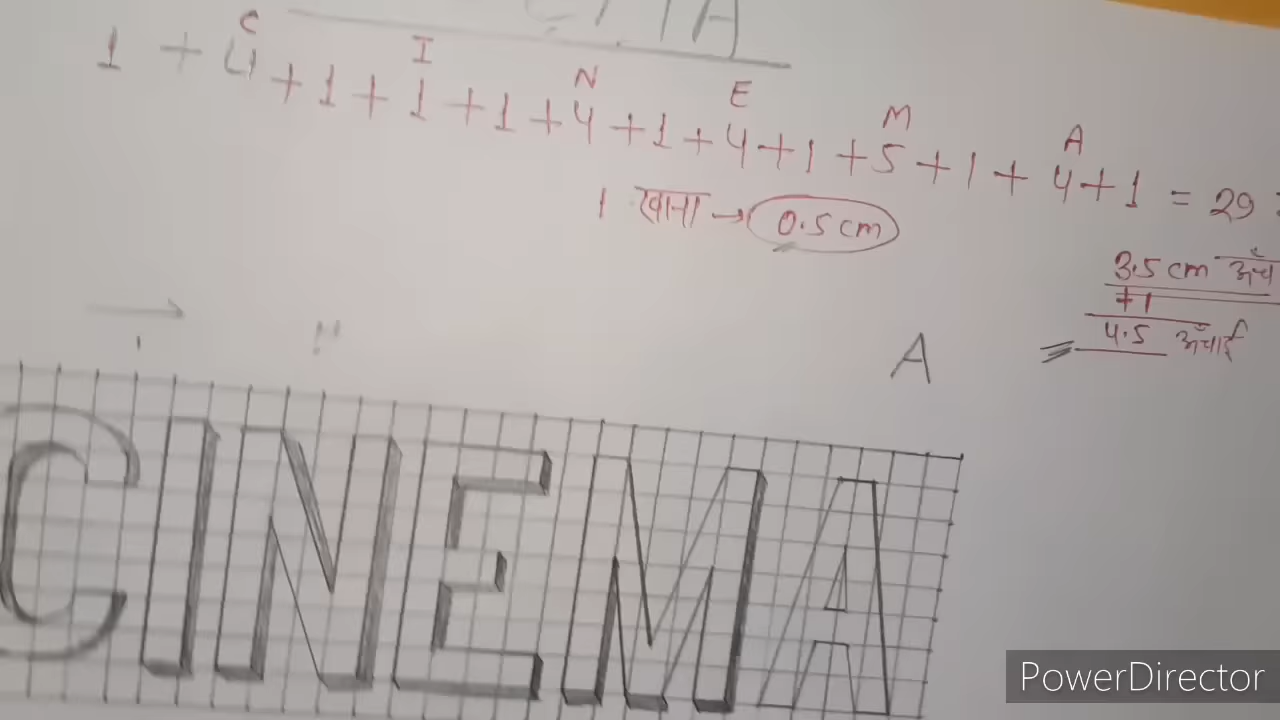 C I N E M A
1 + 4 + 1 + 1 + 1 + 4 + 1 + 4 + 1 + 5 + 1 + 4 + 1 = 29
1 खाना → 0.5 cm
3.5 cm
+1
= 4.5 ऊँचाई
A
CINEMA
PowerDirector